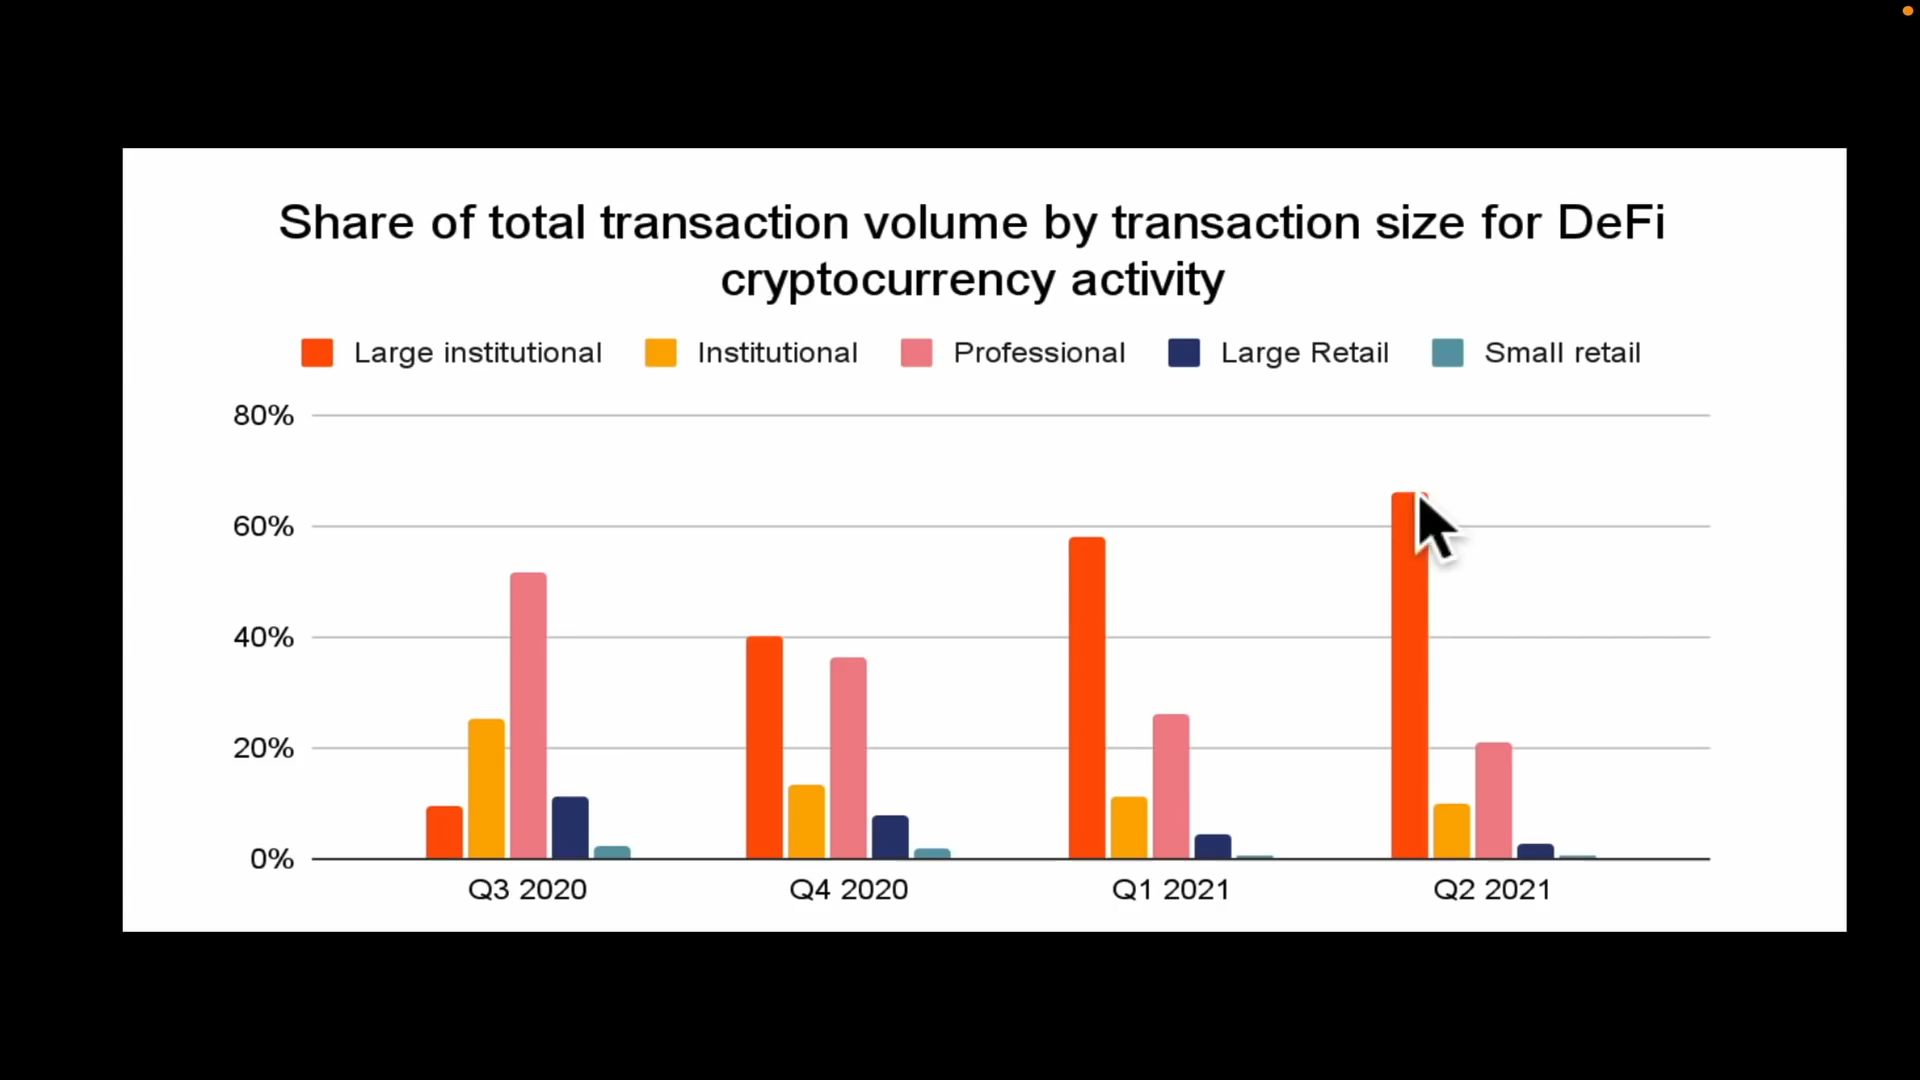 Share of total transaction volume by transaction size for DeFi
cryptocurrency activity
Large institutional Institutional Professional Large Retail Small retail
80%
60%
40%
20%
0%
Q3 2020 Q4 2020 Q1 2021 Q2 2021